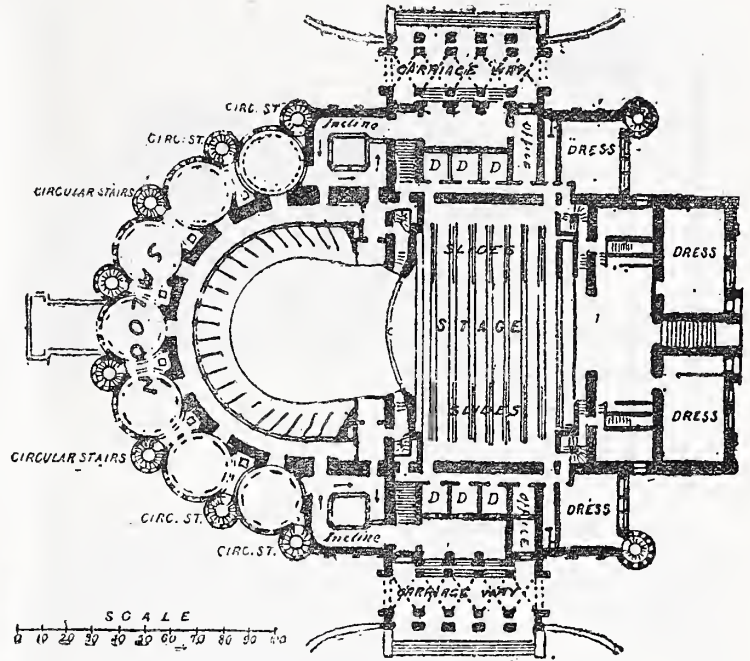 CARRIAGE WAY
CIRC. ST.
Incline
CIRC. ST.
D D D
Office
DRESS
CIRCULAR STAIRS
SLIDES
DRESS
SALOON
STAGE
SLIDES
DRESS
CIRCULAR STAIRS
D D D
Office
DRESS
CIRC. ST.
Incline
CIRC. ST.
CARRIAGE WAY
SCALE
0 10 20 30 40 50 60 70 80 90 100